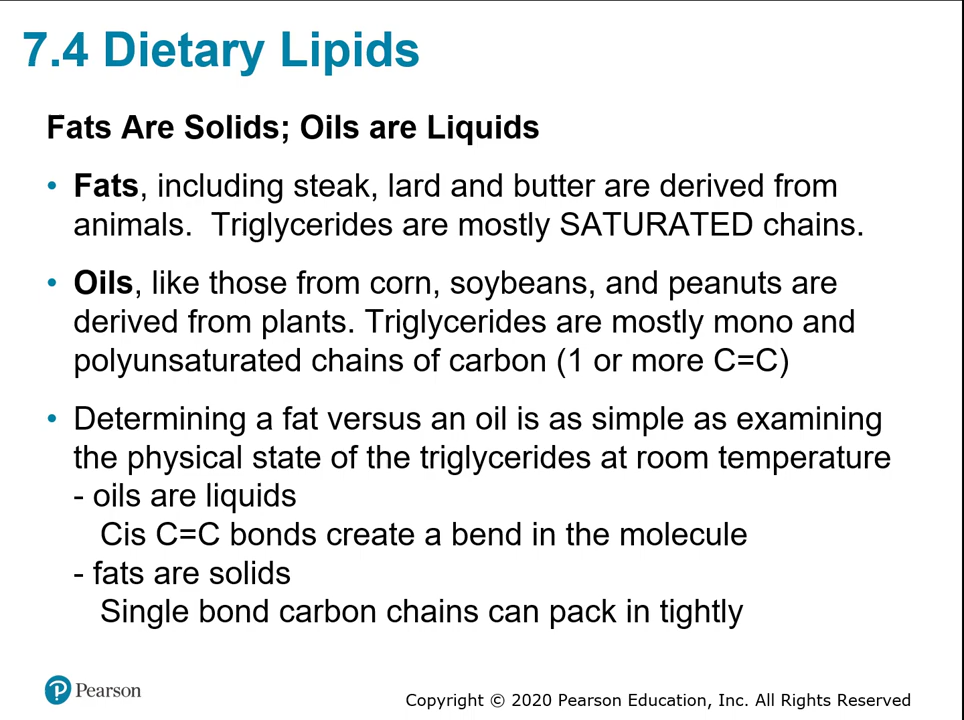 7.4 Dietary Lipids
Fats Are Solids; Oils are Liquids
• Fats, including steak, lard and butter are derived from
animals.  Triglycerides are mostly SATURATED chains.
• Oils, like those from corn, soybeans, and peanuts are
derived from plants. Triglycerides are mostly mono and
polyunsaturated chains of carbon (1 or more C=C)
• Determining a fat versus an oil is as simple as examining
the physical state of the triglycerides at room temperature
- oils are liquids
Cis C=C bonds create a bend in the molecule
- fats are solids
Single bond carbon chains can pack in tightly
P Pearson
Copyright © 2020 Pearson Education, Inc. All Rights Reserved